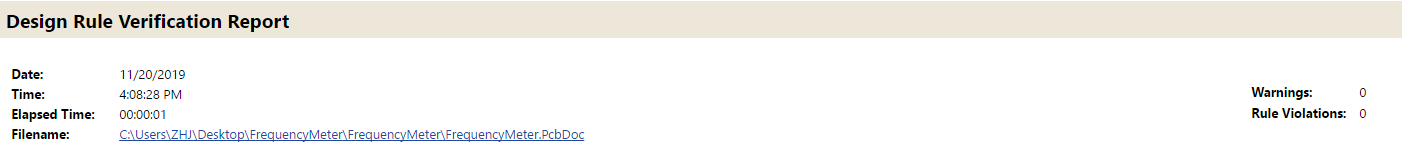 Design Rule Verification Report
Date: 11/20/2019
Time: 4:08:28 PM
Elapsed Time: 00:00:01
Filename: C:\Users\ZHJ\Desktop\FrequencyMeter\FrequencyMeter\FrequencyMeter.PcbDoc
Warnings: 0
Rule Violations: 0